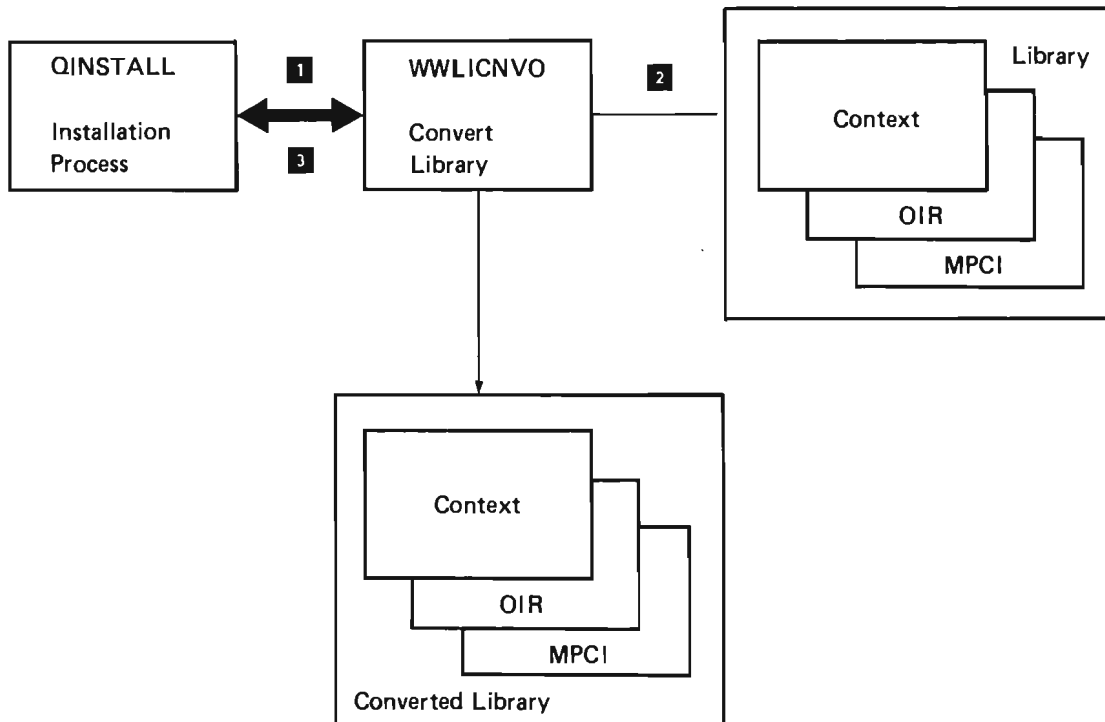 QINSTALL
Installation
Process
1
3
WWLICNVO
Convert
Library
2
Library
Context
OIR
MPCI
Context
OIR
MPCI
Converted Library